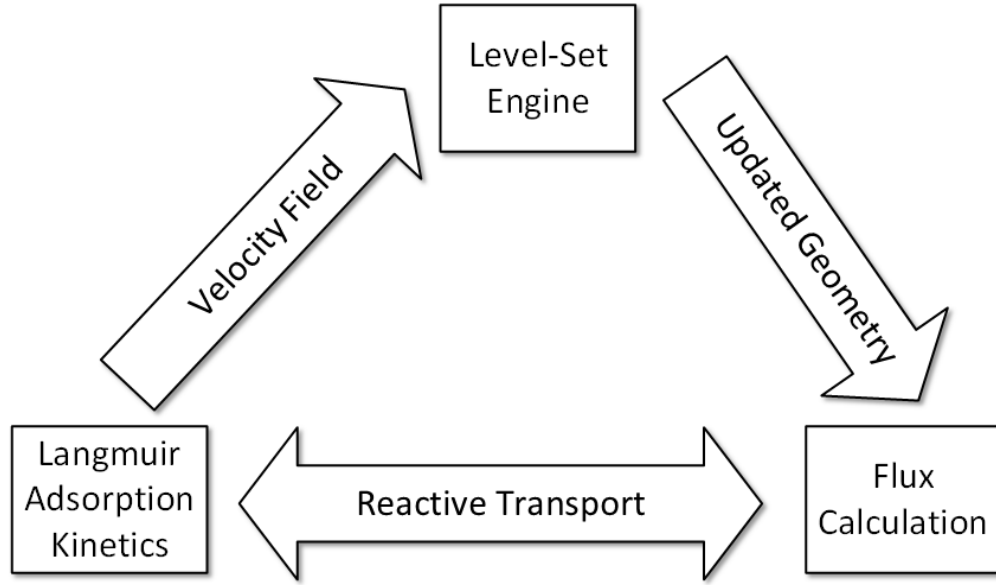 Level-Set
Engine
Velocity Field
Updated Geometry
Langmuir
Adsorption
Kinetics
Reactive Transport
Flux
Calculation